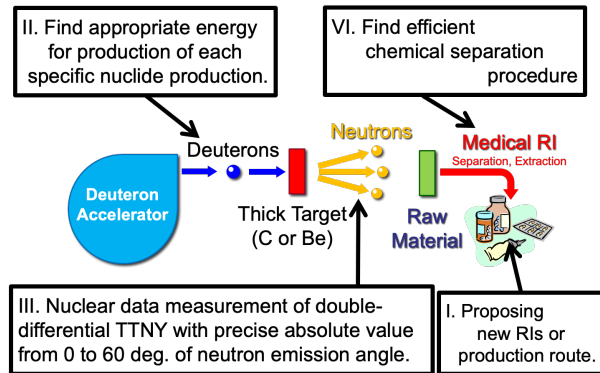 II. Find appropriate energy
for production of each
specific nuclide production.
VI. Find efficient
chemical separation
procedure
Neutrons
Deuterons
Medical RI
Separation, Extraction
Deuteron
Accelerator
Thick Target
(C or Be)
Raw
Material
III. Nuclear data measurement of double-
differential TTNY with precise absolute value
from 0 to 60 deg. of neutron emission angle.
I. Proposing
new RIs or
production route.